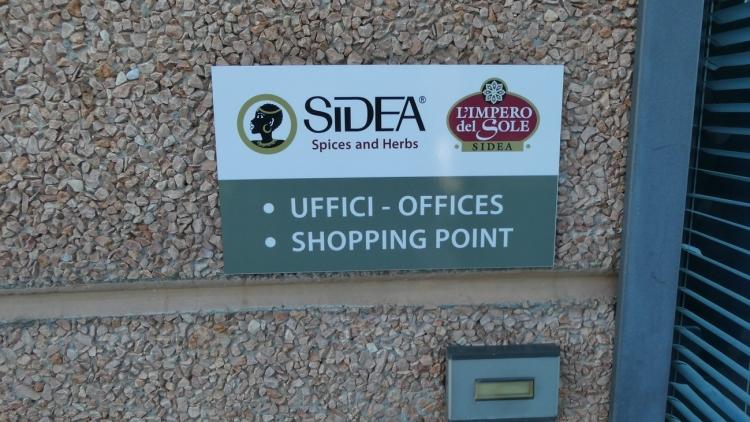 SiDEA®
Spices and Herbs
L'IMPERO
del SOLE
SIDEA
• UFFICI - OFFICES
• SHOPPING POINT